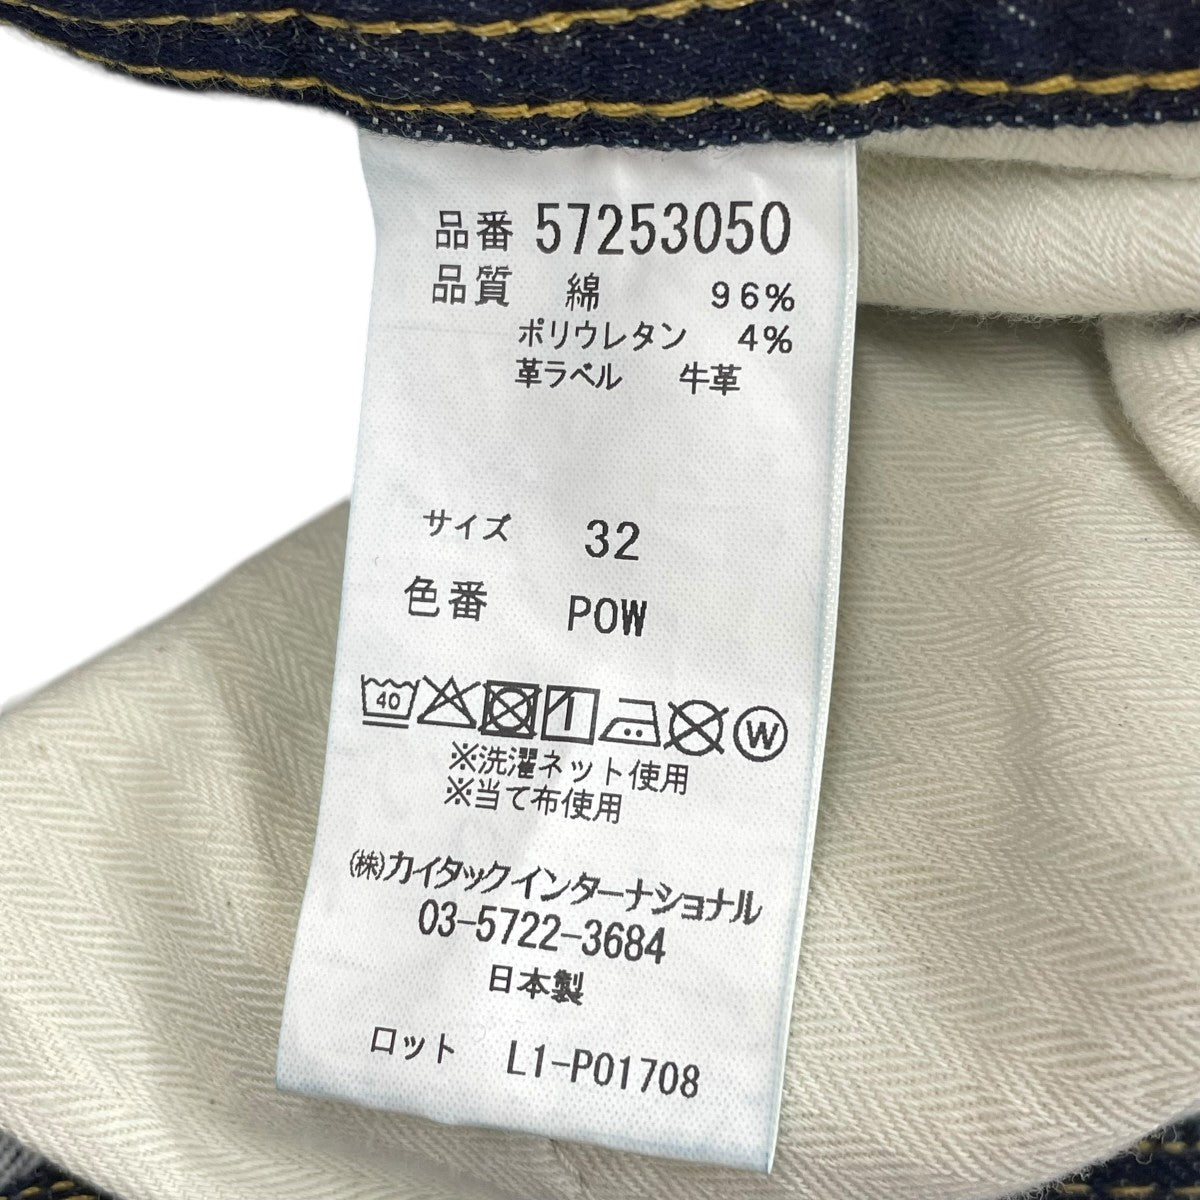 品番 57253050
品質 綿 96%
ポリウレタン 4%
革ラベル 牛革
サイズ 32
色番 POW
40 W
※洗濯ネット使用
※当て布使用
(株)カイタックインターナショナル
03-5722-3684
日本製
ロット L1-P01708